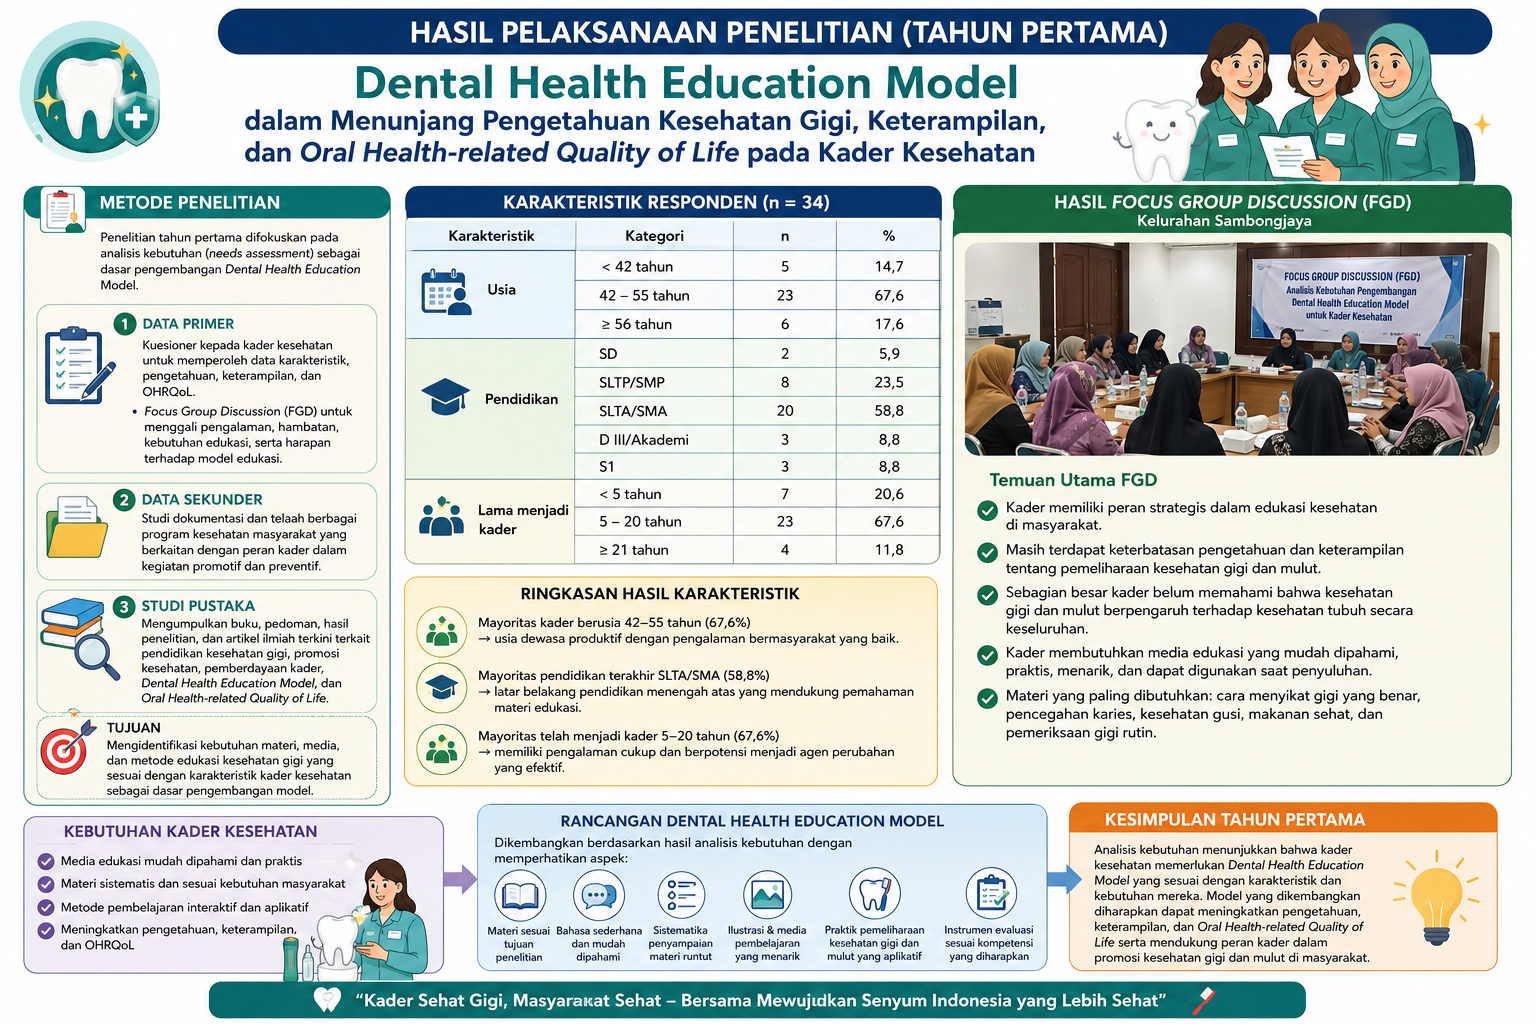 HASIL PELAKSANAAN PENELITIAN (TAHUN PERTAMA)
Dental Health Education Model
dalam Menunjang Pengetahuan Kesehatan Gigi, Keterampilan,
dan Oral Health-related Quality of Life pada Kader Kesehatan
METODE PENELITIAN
Penelitian tahun pertama difokuskan pada
analisis kebutuhan (needs assessment) sebagai
dasar pengembangan Dental Health Education
Model.
1 DATA PRIMER
Kuesioner kepada kader kesehatan
untuk memperoleh data karakteristik,
pengetahuan, keterampilan, dan
OHRQoL.
• Focus Group Discussion (FGD) untuk
menggali pengalaman, hambatan,
kebutuhan edukasi, serta harapan
terhadap model edukasi.
2 DATA SEKUNDER
Studi dokumentasi dan telaah berbagai
program kesehatan masyarakat yang
berkaitan dengan peran kader dalam
kegiatan promotif dan preventif.
3 STUDI PUSTAKA
Mengumpulkan buku, pedoman, hasil
penelitian, dan artikel ilmiah terkini terkait
pendidikan kesehatan gigi, promosi
kesehatan, pemberdayaan kader,
Dental Health Education Model, dan
Oral Health-related Quality of Life.
TUJUAN
Mengidentifikasi kebutuhan materi, media,
dan metode edukasi kesehatan gigi yang
sesuai dengan karakteristik kader kesehatan
sebagai dasar pengembangan model.
KARAKTERISTIK RESPONDEN (n = 34)
Karakteristik Kategori n %
Usia
< 42 tahun 5 14,7
42 – 55 tahun 23 67,6
≥ 56 tahun 6 17,6
Pendidikan
SD 2 5,9
SLTP/SMP 8 23,5
SLTA/SMA 20 58,8
D III/Akademi 3 8,8
S1 3 8,8
Lama menjadi
kader
< 5 tahun 7 20,6
5 – 20 tahun 23 67,6
≥ 21 tahun 4 11,8
RINGKASAN HASIL KARAKTERISTIK
Mayoritas kader berusia 42–55 tahun (67,6%)
→ usia dewasa produktif dengan pengalaman bermasyarakat yang baik.
Mayoritas pendidikan terakhir SLTA/SMA (58,8%)
→ latar belakang pendidikan menengah atas yang mendukung pemahaman
materi edukasi.
Mayoritas telah menjadi kader 5–20 tahun (67,6%)
→ memiliki pengalaman cukup dan berpotensi menjadi agen perubahan
yang efektif.
HASIL FOCUS GROUP DISCUSSION (FGD)
Kelurahan Sambongjaya
FOCUS GROUP DISCUSSION (FGD)
Analisis Kebutuhan Pengembangan
Dental Health Education Model
untuk Kader Kesehatan
Temuan Utama FGD
Kader memiliki peran strategis dalam edukasi kesehatan
di masyarakat.
Masih terdapat keterbatasan pengetahuan dan keterampilan
tentang pemeliharaan kesehatan gigi dan mulut.
Sebagian besar kader belum memahami bahwa kesehatan
gigi dan mulut berpengaruh terhadap kesehatan tubuh secara
keseluruhan.
Kader membutuhkan media edukasi yang mudah dipahami,
praktis, menarik, dan dapat digunakan saat penyuluhan.
Materi yang paling dibutuhkan: cara menyikat gigi yang benar,
pencegahan karies, kesehatan gusi, makanan sehat, dan
pemeriksaan gigi rutin.
KEBUTUHAN KADER KESEHATAN
Media edukasi mudah dipahami dan praktis
Materi sistematis dan sesuai kebutuhan masyarakat
Metode pembelajaran interaktif dan aplikatif
Meningkatkan pengetahuan, keterampilan,
dan OHRQoL
RANCANGAN DENTAL HEALTH EDUCATION MODEL
Dikembangkan berdasarkan hasil analisis kebutuhan dengan
memperhatikan aspek:
Materi sesuai
tujuan
penelitian
Bahasa sederhana
dan mudah
dipahami
Sistematika
penyampaian
materi runtut
Ilustrasi & media
pembelajaran
yang menarik
Praktik pemeliharaan
kesehatan gigi dan
mulut yang aplikatif
Instrumen evaluasi
sesuai kompetensi
yang diharapkan
KESIMPULAN TAHUN PERTAMA
Analisis kebutuhan menunjukkan bahwa kader
kesehatan memerlukan Dental Health Education
Model yang sesuai dengan karakteristik dan
kebutuhan mereka. Model yang dikembangkan
diharapkan dapat meningkatkan pengetahuan,
keterampilan, dan Oral Health-related Quality of
Life serta mendukung peran kader dalam
promosi kesehatan gigi dan mulut di masyarakat.
“Kader Sehat Gigi, Masyarakat Sehat – Bersama Mewujudkan Senyum Indonesia yang Lebih Sehat”